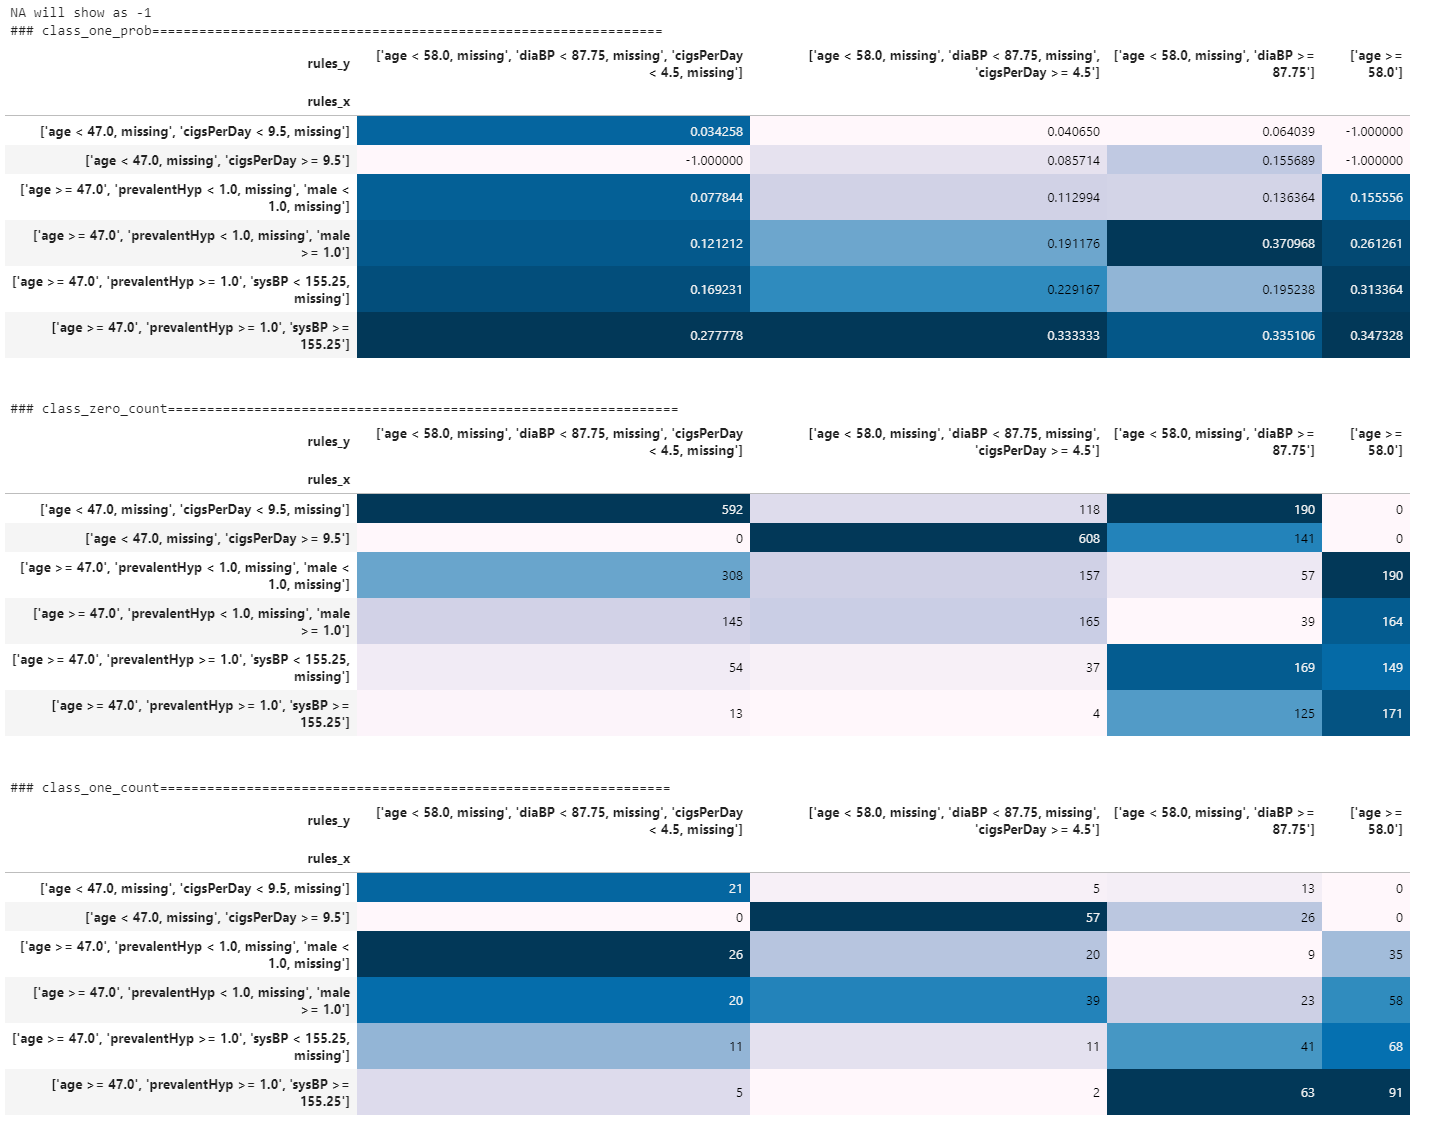 NA will show as -1
### class_one_prob=================================================================
rules_y ['age < 58.0, missing', 'diaBP < 87.75, missing', 'cigsPerDay < 4.5, missing'] ['age < 58.0, missing', 'diaBP < 87.75, missing', 'cigsPerDay >= 4.5'] ['age < 58.0, missing', 'diaBP >= 87.75'] ['age >= 58.0']
rules_x
['age < 47.0, missing', 'cigsPerDay < 9.5, missing'] 0.034258 0.040650 0.064039 -1.000000
['age < 47.0, missing', 'cigsPerDay >= 9.5'] -1.000000 0.085714 0.155689 -1.000000
['age >= 47.0', 'prevalentHyp < 1.0, missing', 'male < 1.0, missing'] 0.077844 0.112994 0.136364 0.155556
['age >= 47.0', 'prevalentHyp < 1.0, missing', 'male >= 1.0'] 0.121212 0.191176 0.370968 0.261261
['age >= 47.0', 'prevalentHyp >= 1.0', 'sysBP < 155.25, missing'] 0.169231 0.229167 0.195238 0.313364
['age >= 47.0', 'prevalentHyp >= 1.0', 'sysBP >= 155.25'] 0.277778 0.333333 0.335106 0.347328
### class_zero_count=================================================================
rules_y ['age < 58.0, missing', 'diaBP < 87.75, missing', 'cigsPerDay < 4.5, missing'] ['age < 58.0, missing', 'diaBP < 87.75, missing', 'cigsPerDay >= 4.5'] ['age < 58.0, missing', 'diaBP >= 87.75'] ['age >= 58.0']
rules_x
['age < 47.0, missing', 'cigsPerDay < 9.5, missing'] 592 118 190 0
['age < 47.0, missing', 'cigsPerDay >= 9.5'] 0 608 141 0
['age >= 47.0', 'prevalentHyp < 1.0, missing', 'male < 1.0, missing'] 308 157 57 190
['age >= 47.0', 'prevalentHyp < 1.0, missing', 'male >= 1.0'] 145 165 39 164
['age >= 47.0', 'prevalentHyp >= 1.0', 'sysBP < 155.25, missing'] 54 37 169 149
['age >= 47.0', 'prevalentHyp >= 1.0', 'sysBP >= 155.25'] 13 4 125 171
### class_one_count=================================================================
rules_y ['age < 58.0, missing', 'diaBP < 87.75, missing', 'cigsPerDay < 4.5, missing'] ['age < 58.0, missing', 'diaBP < 87.75, missing', 'cigsPerDay >= 4.5'] ['age < 58.0, missing', 'diaBP >= 87.75'] ['age >= 58.0']
rules_x
['age < 47.0, missing', 'cigsPerDay < 9.5, missing'] 21 5 13 0
['age < 47.0, missing', 'cigsPerDay >= 9.5'] 0 57 26 0
['age >= 47.0', 'prevalentHyp < 1.0, missing', 'male < 1.0, missing'] 26 20 9 35
['age >= 47.0', 'prevalentHyp < 1.0, missing', 'male >= 1.0'] 20 39 23 58
['age >= 47.0', 'prevalentHyp >= 1.0', 'sysBP < 155.25, missing'] 11 11 41 68
['age >= 47.0', 'prevalentHyp >= 1.0', 'sysBP >= 155.25'] 5 2 63 91